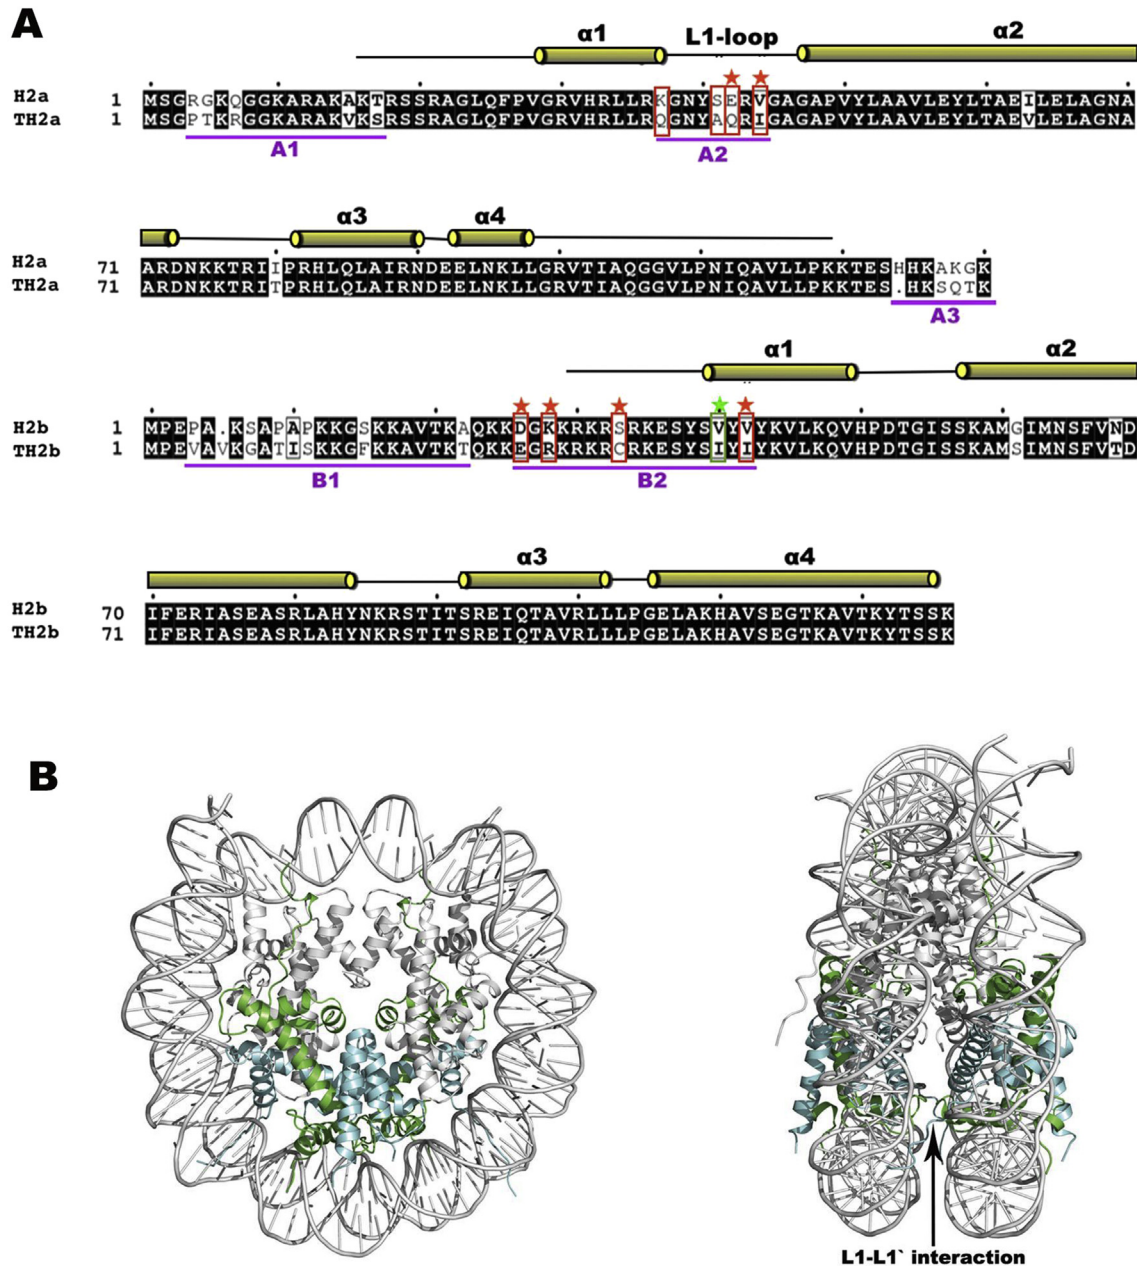 A
α1 L1-loop α2
H2a 1 MSGRGKQGGKARAKAKTRSSRAGLQFPVGRVHRLLRKGNYSERVGAGAPVYLAAVLEYLTAEILELAGNA
TH2a 1 MSGPTKRGGKARAKVKSRSSRAGLQFPVGRVHRLLRQGNYAQRIGAGAPVYLAAVLEYLTAEVLELAGNA
A1 A2
α3 α4
H2a 71 ARDNKKTRIIPRHLQLAIRNDEELNKLLGRVTIAQGGVLPNIQAVLLPKKTESHHKAKGK
TH2a 71 ARDNKKTRITPRHLQLAIRNDEELNKLLGRVTIAQGGVLPNIQAVLLPKKTES.HKSQTK
A3
α1 α2
H2b 1 MPEPA.KSAPAPKKGSKKAVTKAQKKDGKKRKRSRKESYSVYVYKVLKQVHPDTGISSKAMGIMNSFVND
TH2b 1 MPEVAVKGATISKKGFKKAVTKTQKKEGRKRKRCRKESYSIYIYKVLKQVHPDTGISSKAMSIMNSFVTD
B1 B2
α3 α4
H2b 70 IFERIASEASRLAHYNKRSTITSREIQTAVRLLLPGELAKHAVSEGTKAVTKYTSSK
TH2b 71 IFERIASEASRLAHYNKRSTITSREIQTAVRLLLPGELAKHAVSEGTKAVTKYTSSK
B
L1-L1` interaction